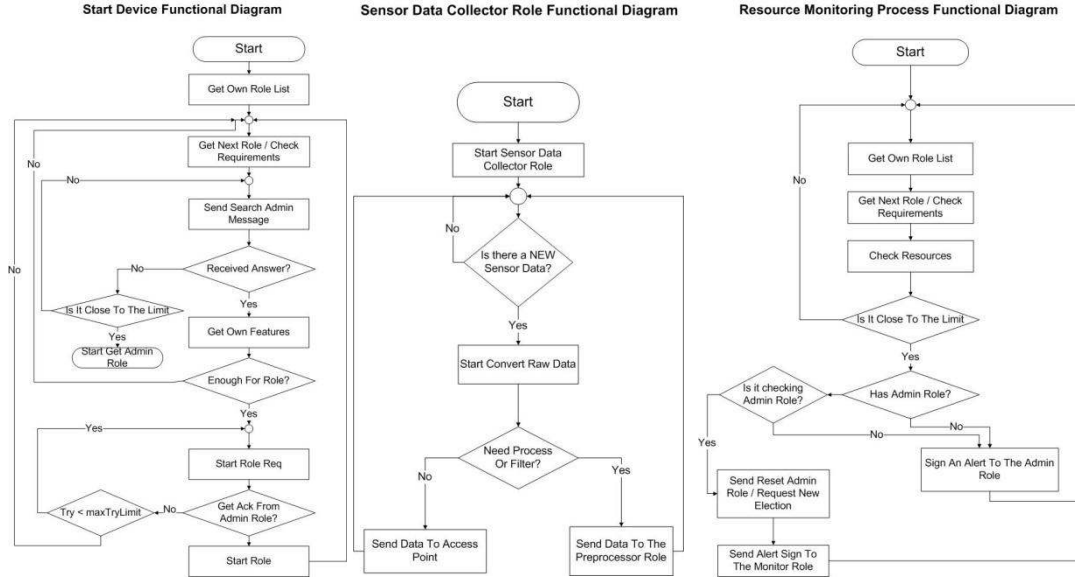 Start Device Functional Diagram
Start
Get Own Role List
Get Next Role / Check
Requirements
No
No
Send Search Admin
Message
No
Received Answer?
No
Is It Close To The Limit
Yes
Yes
Get Own Features
Start Get Admin
Role
Enough For Role?
Yes
Yes
Start Role Req
Try < maxTryLimit
No
Get Ack From
Admin Role?
Start Role
Sensor Data Collector Role Functional Diagram
Start
Start Sensor Data
Collector Role
No
Is there a NEW
Sensor Data?
Yes
Start Convert Raw Data
Need Process
Or Filter?
No
Yes
Send Data To Access
Point
Send Data To The
Preprocessor Role
Resource Monitoring Process Functional Diagram
Start
Get Own Role List
No
Get Next Role / Check
Requirements
Check Resources
Is It Close To The Limit
Yes
Is it checking
Admin Role?
Has Admin Role?
No
No
Yes
Sign An Alert To The Admin
Role
Send Reset Admin
Role / Request New
Election
Send Alert Sign To
The Monitor Role